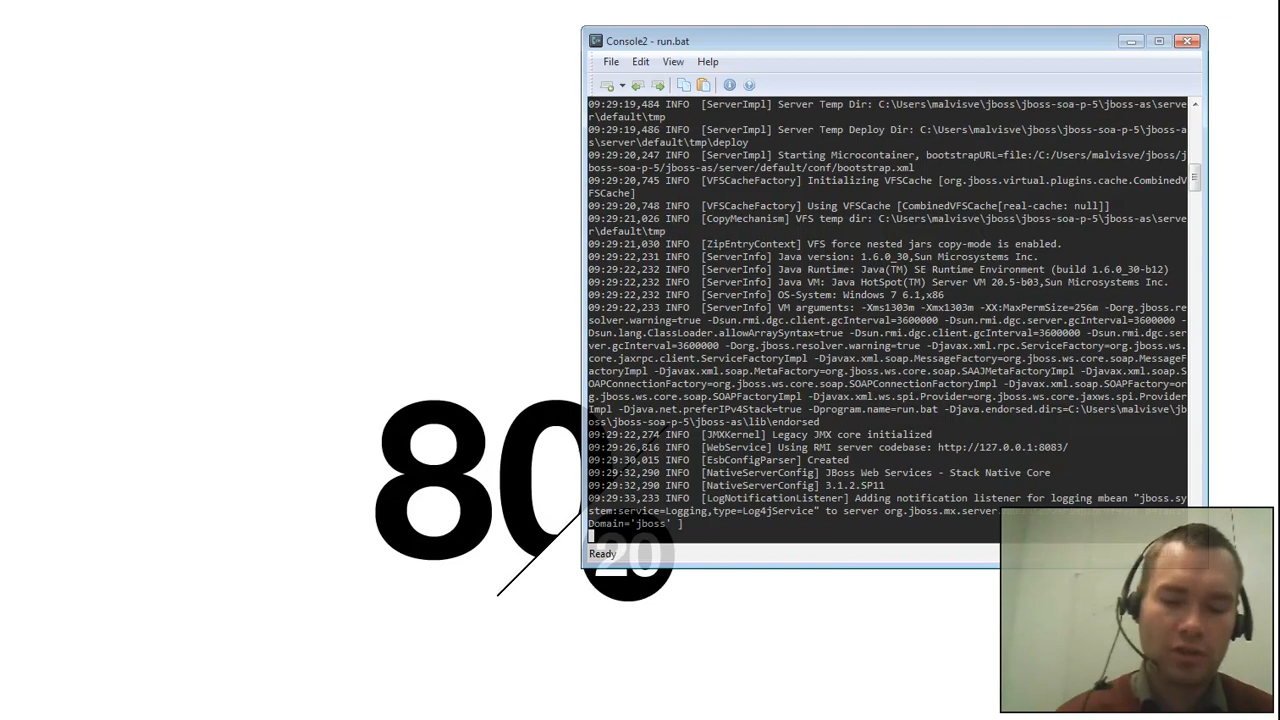 Console2 - run.bat
File Edit View Help
09:29:19,484 INFO [ServerImpl] Server Temp Dir: C:\Users\malvisve\jboss\jboss-soa-p-5\jboss-as\serve
r\default\tmp
09:29:19,486 INFO [ServerImpl] Server Temp Deploy Dir: C:\Users\malvisve\jboss\jboss-soa-p-5\jboss-a
s\server\default\tmp\deploy
09:29:20,247 INFO [ServerImpl] Starting Microcontainer, bootstrapURL=file:/C:/Users/malvisve/jboss/j
boss-soa-p-5/jboss-as/server/default/conf/bootstrap.xml
09:29:20,745 INFO [VFSCacheFactory] Initializing VFSCache [org.jboss.virtual.plugins.cache.CombinedV
FSCache]
09:29:20,748 INFO [VFSCacheFactory] Using VFSCache [CombinedVFSCache[real-cache: null]]
09:29:21,026 INFO [CopyMechanism] VFS temp dir: C:\Users\malvisve\jboss\jboss-soa-p-5\jboss-as\serve
r\default\tmp
09:29:21,030 INFO [ZipEntryContext] VFS force nested jars copy-mode is enabled.
09:29:22,231 INFO [ServerInfo] Java version: 1.6.0_30,Sun Microsystems Inc.
09:29:22,232 INFO [ServerInfo] Java Runtime: Java(TM) SE Runtime Environment (build 1.6.0_30-b12)
09:29:22,232 INFO [ServerInfo] Java VM: Java HotSpot(TM) Server VM 20.5-b03,Sun Microsystems Inc.
09:29:22,232 INFO [ServerInfo] OS-System: Windows 7 6.1,x86
09:29:22,233 INFO [ServerInfo] VM arguments: -Xms1303m -Xmx1303m -XX:MaxPermSize=256m -Dorg.jboss.re
solver.warning=true -Dsun.rmi.dgc.client.gcInterval=3600000 -Dsun.rmi.dgc.server.gcInterval=3600000 -
Dsun.lang.ClassLoader.allowArraySyntax=true -Dsun.rmi.dgc.client.gcInterval=3600000 -Dsun.rmi.dgc.ser
ver.gcInterval=3600000 -Dorg.jboss.resolver.warning=true -Djavax.xml.rpc.ServiceFactory=org.jboss.ws.
core.jaxrpc.client.ServiceFactoryImpl -Djavax.xml.soap.MessageFactory=org.jboss.ws.core.soap.MessageF
actoryImpl -Djavax.xml.soap.MetaFactory=org.jboss.ws.core.soap.SAAJMetaFactoryImpl -Djavax.xml.soap.S
OAPConnectionFactory=org.jboss.ws.core.soap.SOAPConnectionFactoryImpl -Djavax.xml.soap.SOAPFactory=or
g.jboss.ws.core.soap.SOAPFactoryImpl -Djavax.xml.ws.spi.Provider=org.jboss.ws.core.jaxws.spi.Provider
Impl -Djava.net.preferIPv4Stack=true -Dprogram.name=run.bat -Djava.endorsed.dirs=C:\Users\malvisve\jb
oss\jboss-soa-p-5\jboss-as\lib\endorsed
09:29:22,274 INFO [JMXKernel] Legacy JMX core initialized
09:29:26,816 INFO [WebService] Using RMI server codebase: http://127.0.0.1:8083/
09:29:30,015 INFO [EsbConfigParser] Created
09:29:32,290 INFO [NativeServerConfig] JBoss Web Services - Stack Native Core
09:29:32,290 INFO [NativeServerConfig] 3.1.2.SP11
09:29:33,233 INFO [LogNotificationListener] Adding notification listener for logging mbean "jboss.sy
stem:service=Logging,type=Log4jService" to server org.jboss.mx.server.
Domain='jboss' ]
Ready
80
20